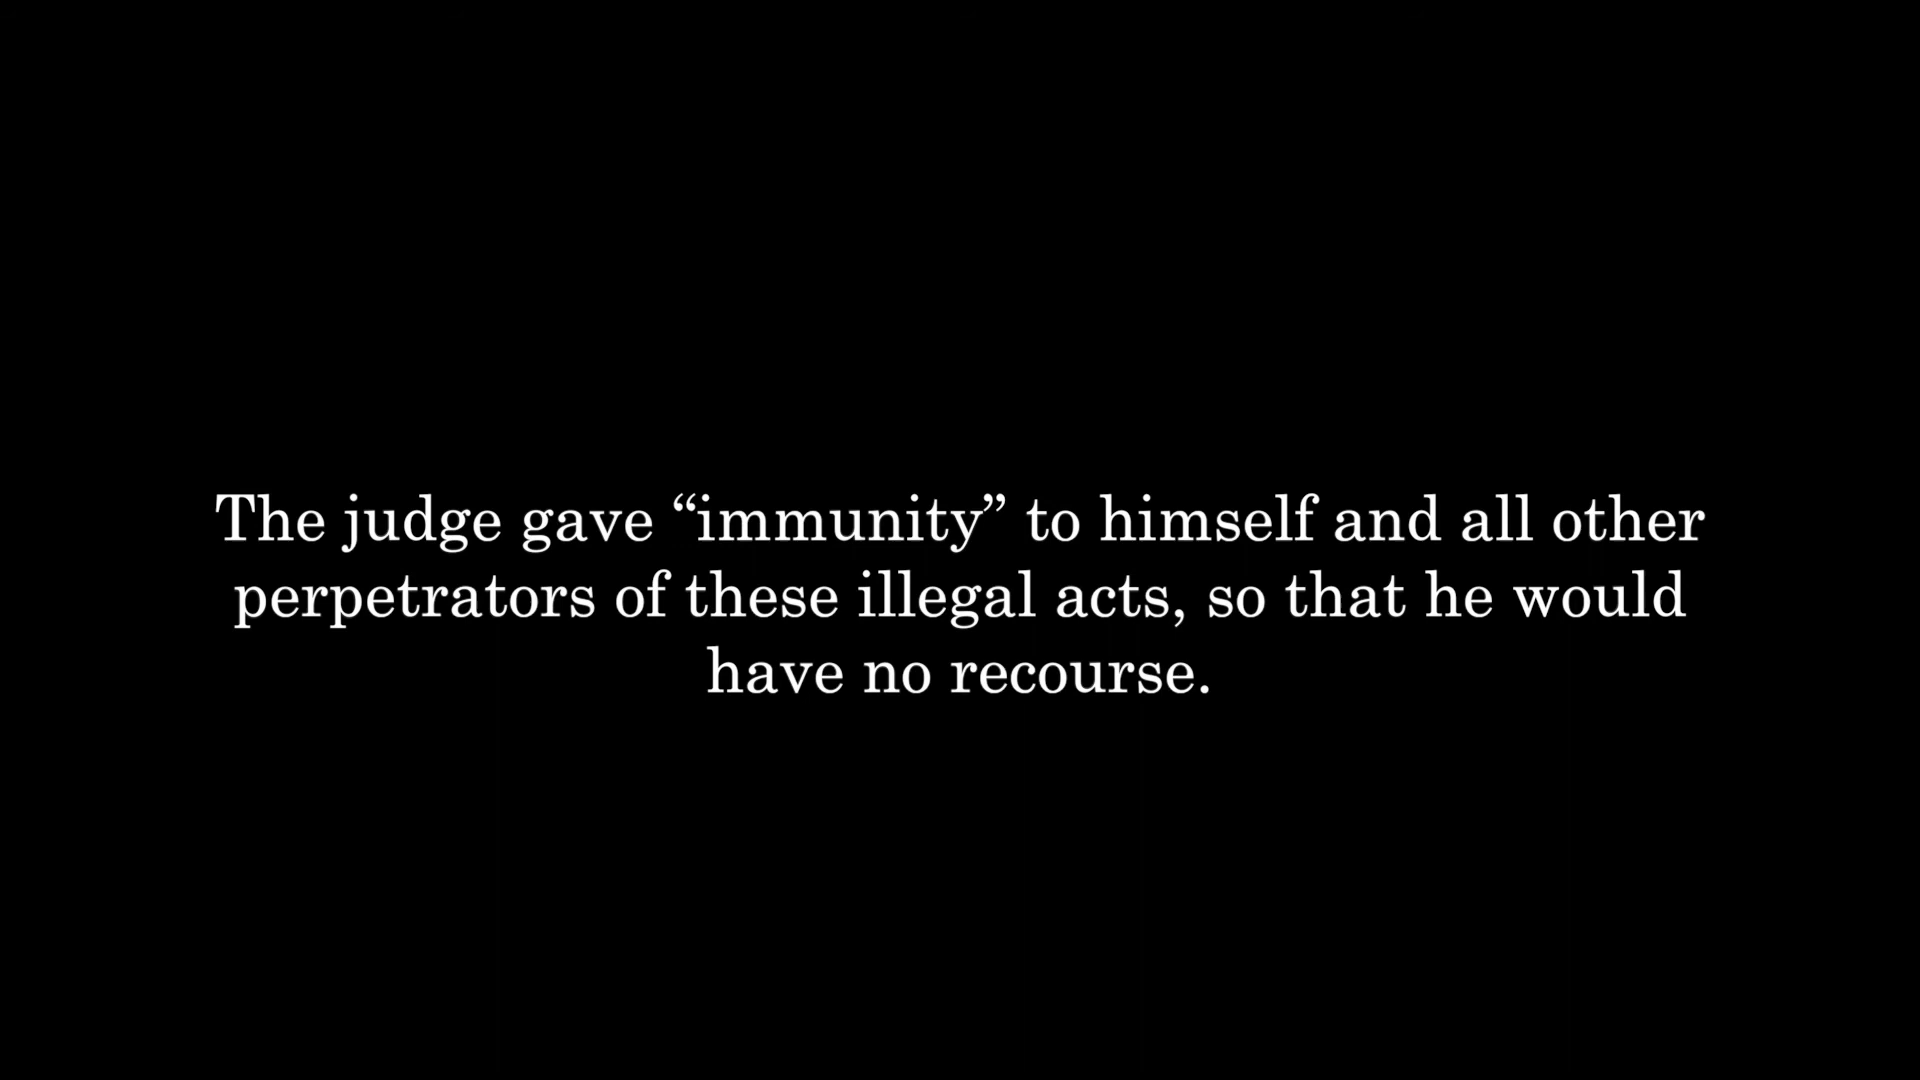 The judge gave “immunity” to himself and all other
perpetrators of these illegal acts, so that he would
have no recourse.